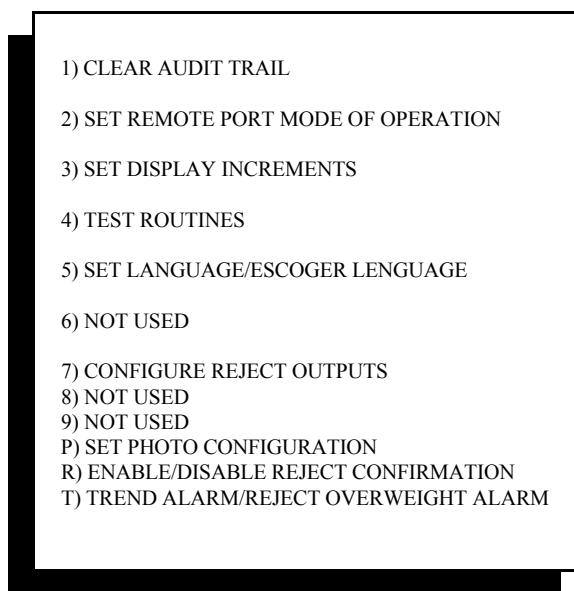 1) CLEAR AUDIT TRAIL
2) SET REMOTE PORT MODE OF OPERATION
3) SET DISPLAY INCREMENTS
4) TEST ROUTINES
5) SET LANGUAGE/ESCOGER LENGUAGE
6) NOT USED
7) CONFIGURE REJECT OUTPUTS
8) NOT USED
9) NOT USED
P) SET PHOTO CONFIGURATION
R) ENABLE/DISABLE REJECT CONFIRMATION
T) TREND ALARM/REJECT OVERWEIGHT ALARM